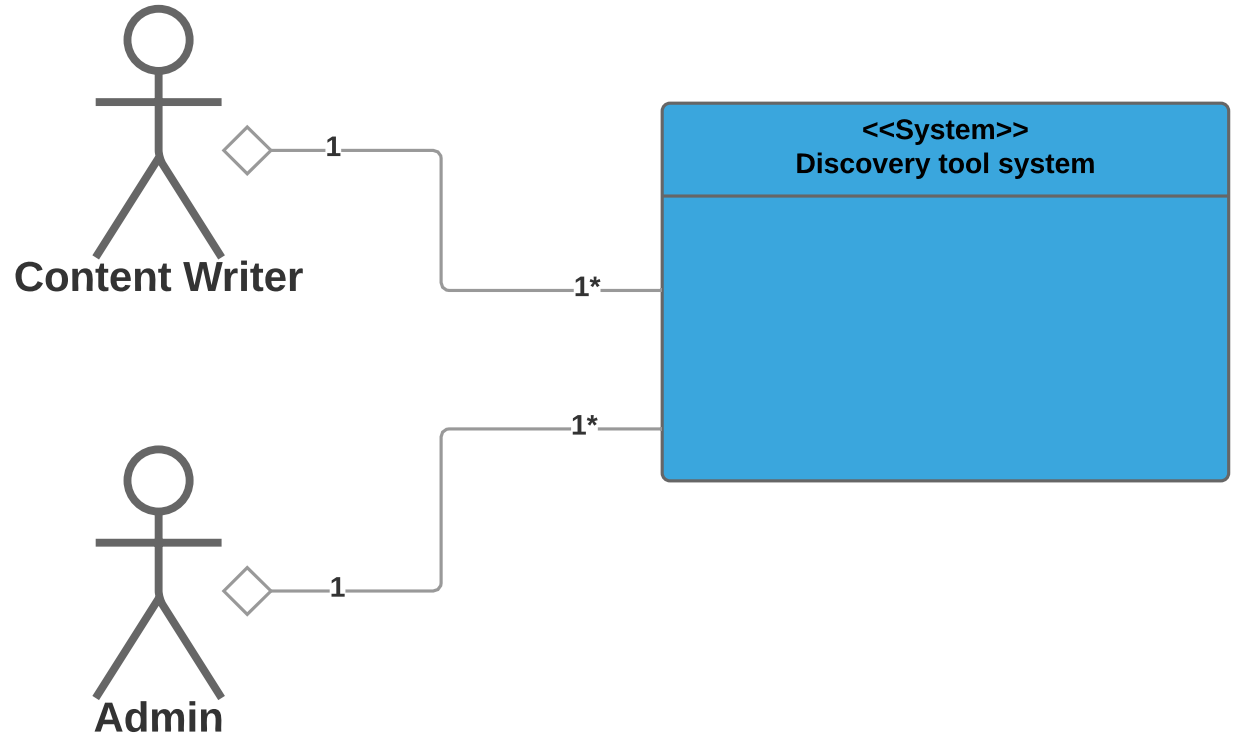 <<System>>
Discovery tool system
1
Content Writer
1*
1*
1
Admin